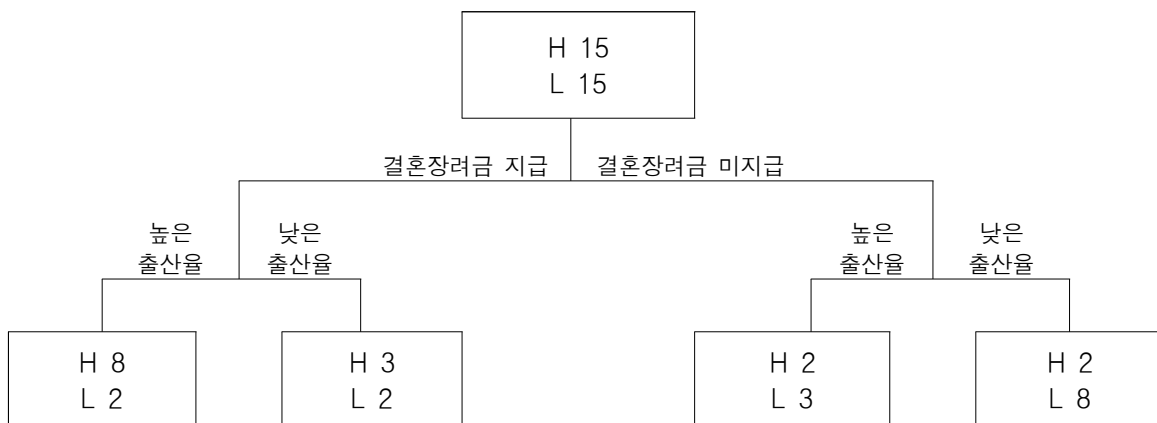 H 15
L 15
결혼장려금 지급 결혼장려금 미지급
높은 낮은 높은 낮은
출산율 출산율 출산율 출산율
H 8 H 3 H 2 H 2
L 2 L 2 L 3 L 8